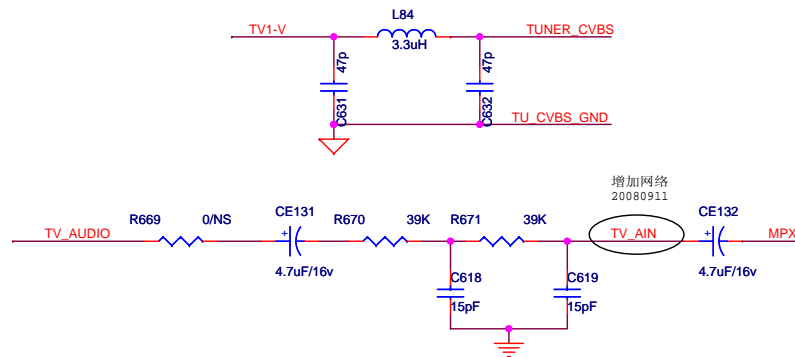 L84
TV1-V
TUNER_CVBS
3.3uH
47p
47p
C631
C632
TU_CVBS_GND
增加网络
20080911
R669
0/NS
CE131
R670
39K
R671
39K
CE132
TV_AUDIO
+
TV_AIN
+
MPX
4.7uF/16v
C618
C619
4.7uF/16v
15pF
15pF